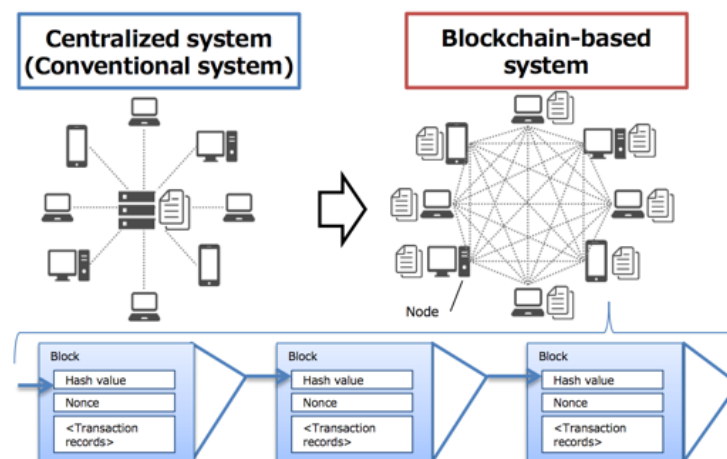 Centralized system
(Conventional system)
Blockchain-based
system
Node
Block
Hash value
Nonce
<Transaction
records>
Block
Hash value
Nonce
<Transaction
records>
Block
Hash value
Nonce
<Transaction
records>